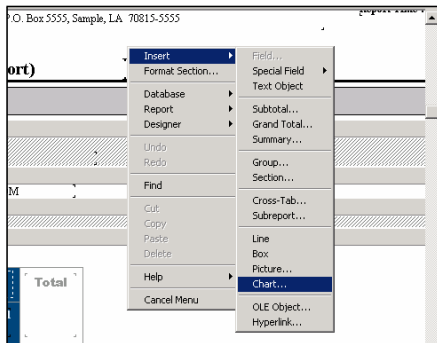 P.O. Box 5555, Sample, LA 70815-5555
ort)
Insert
Format Section...
Database
Report
Designer
Undo
Redo
Find
Cut
Copy
Paste
Delete
Help
Cancel Menu
Field...
Special Field
Text Object
Subtotal...
Grand Total...
Summary...
Group...
Section...
Cross-Tab...
Subreport...
Line
Box
Picture...
Chart...
OLE Object...
Hyperlink...
M
Total